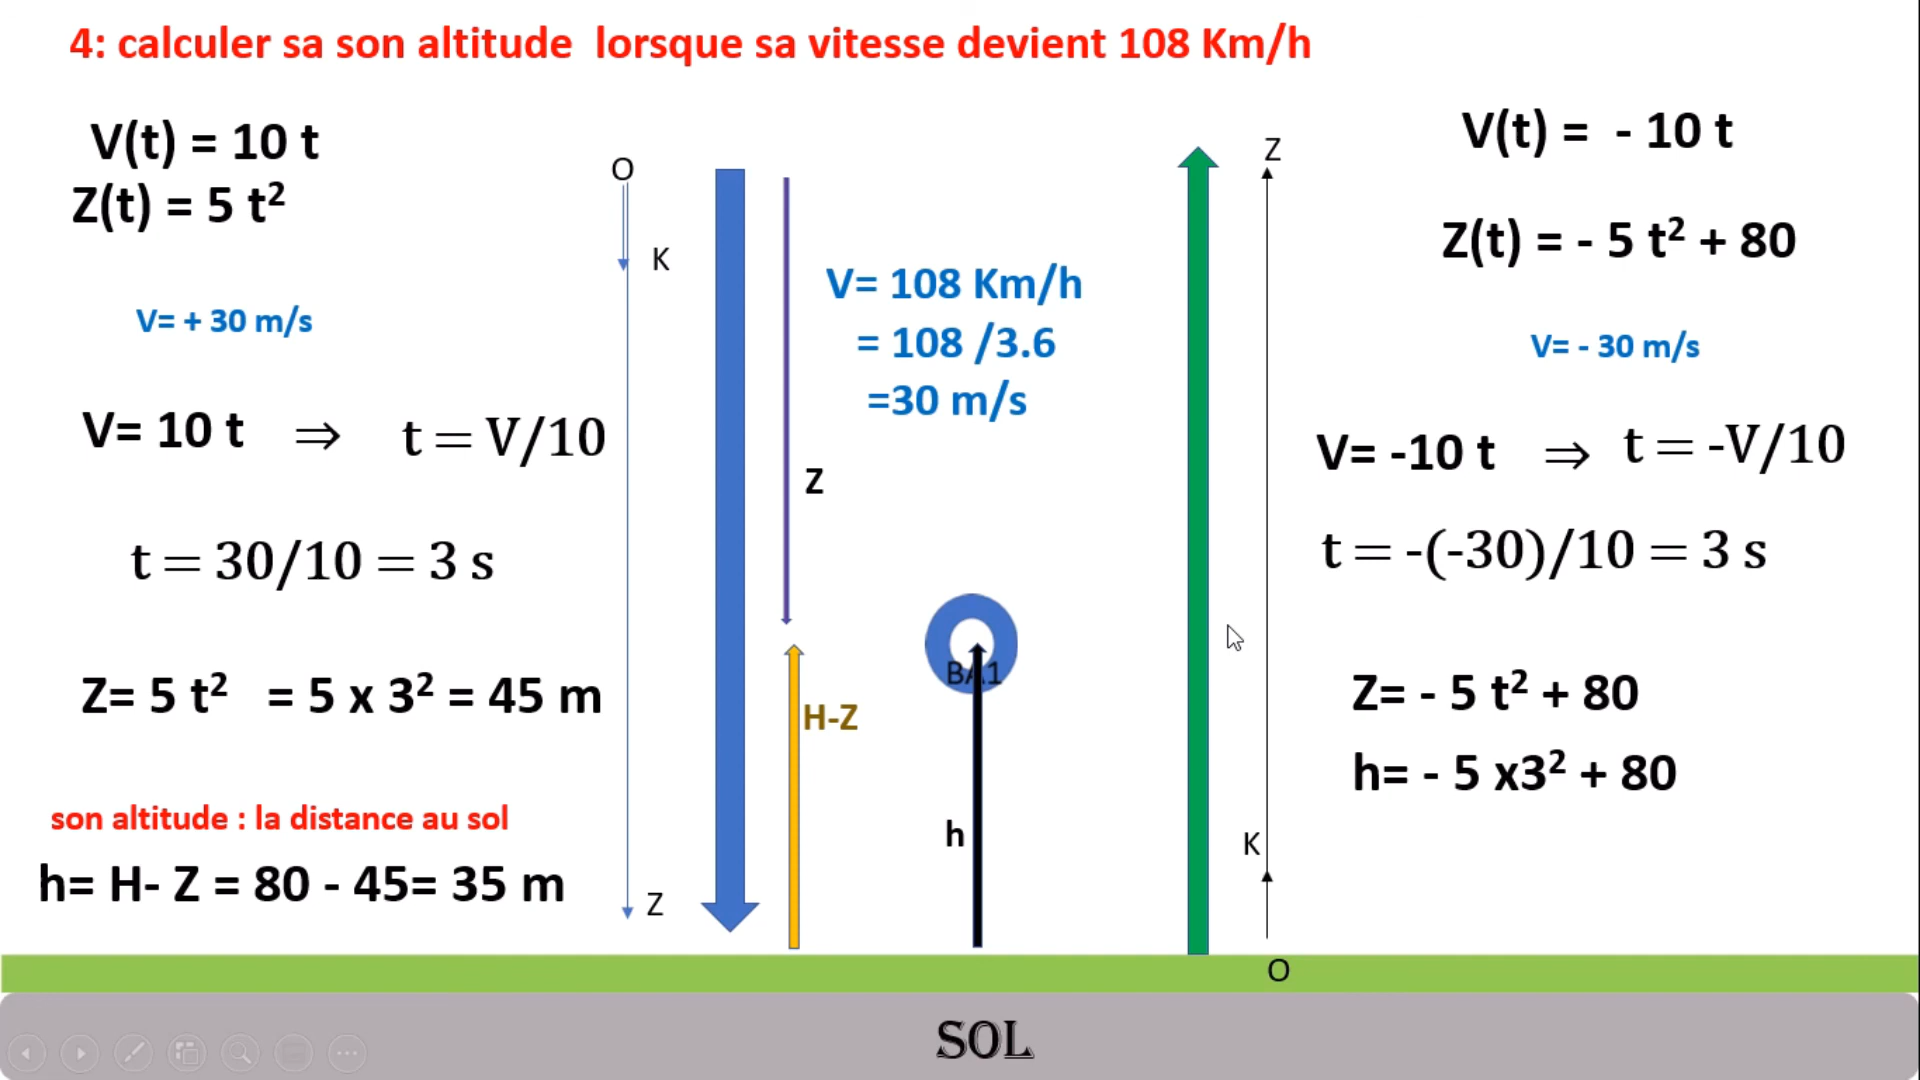 4: calculer sa son altitude lorsque sa vitesse devient 108 Km/h
V(t) = 10 t
Z(t) = 5 t²
V= + 30 m/s
V= 10 t ⇒ t = V/10
t = 30/10 = 3 s
Z= 5 t² = 5 x 3² = 45 m
son altitude : la distance au sol
h= H- Z = 80 - 45= 35 m
O
K
Z
Z
H-Z
V= 108 Km/h
= 108 /3.6
=30 m/s
BA1
h
Z
K
O
V(t) = - 10 t
Z(t) = - 5 t² + 80
V= - 30 m/s
V= -10 t ⇒ t = -V/10
t = -(-30)/10 = 3 s
Z= - 5 t² + 80
h= - 5 x3² + 80
SOL